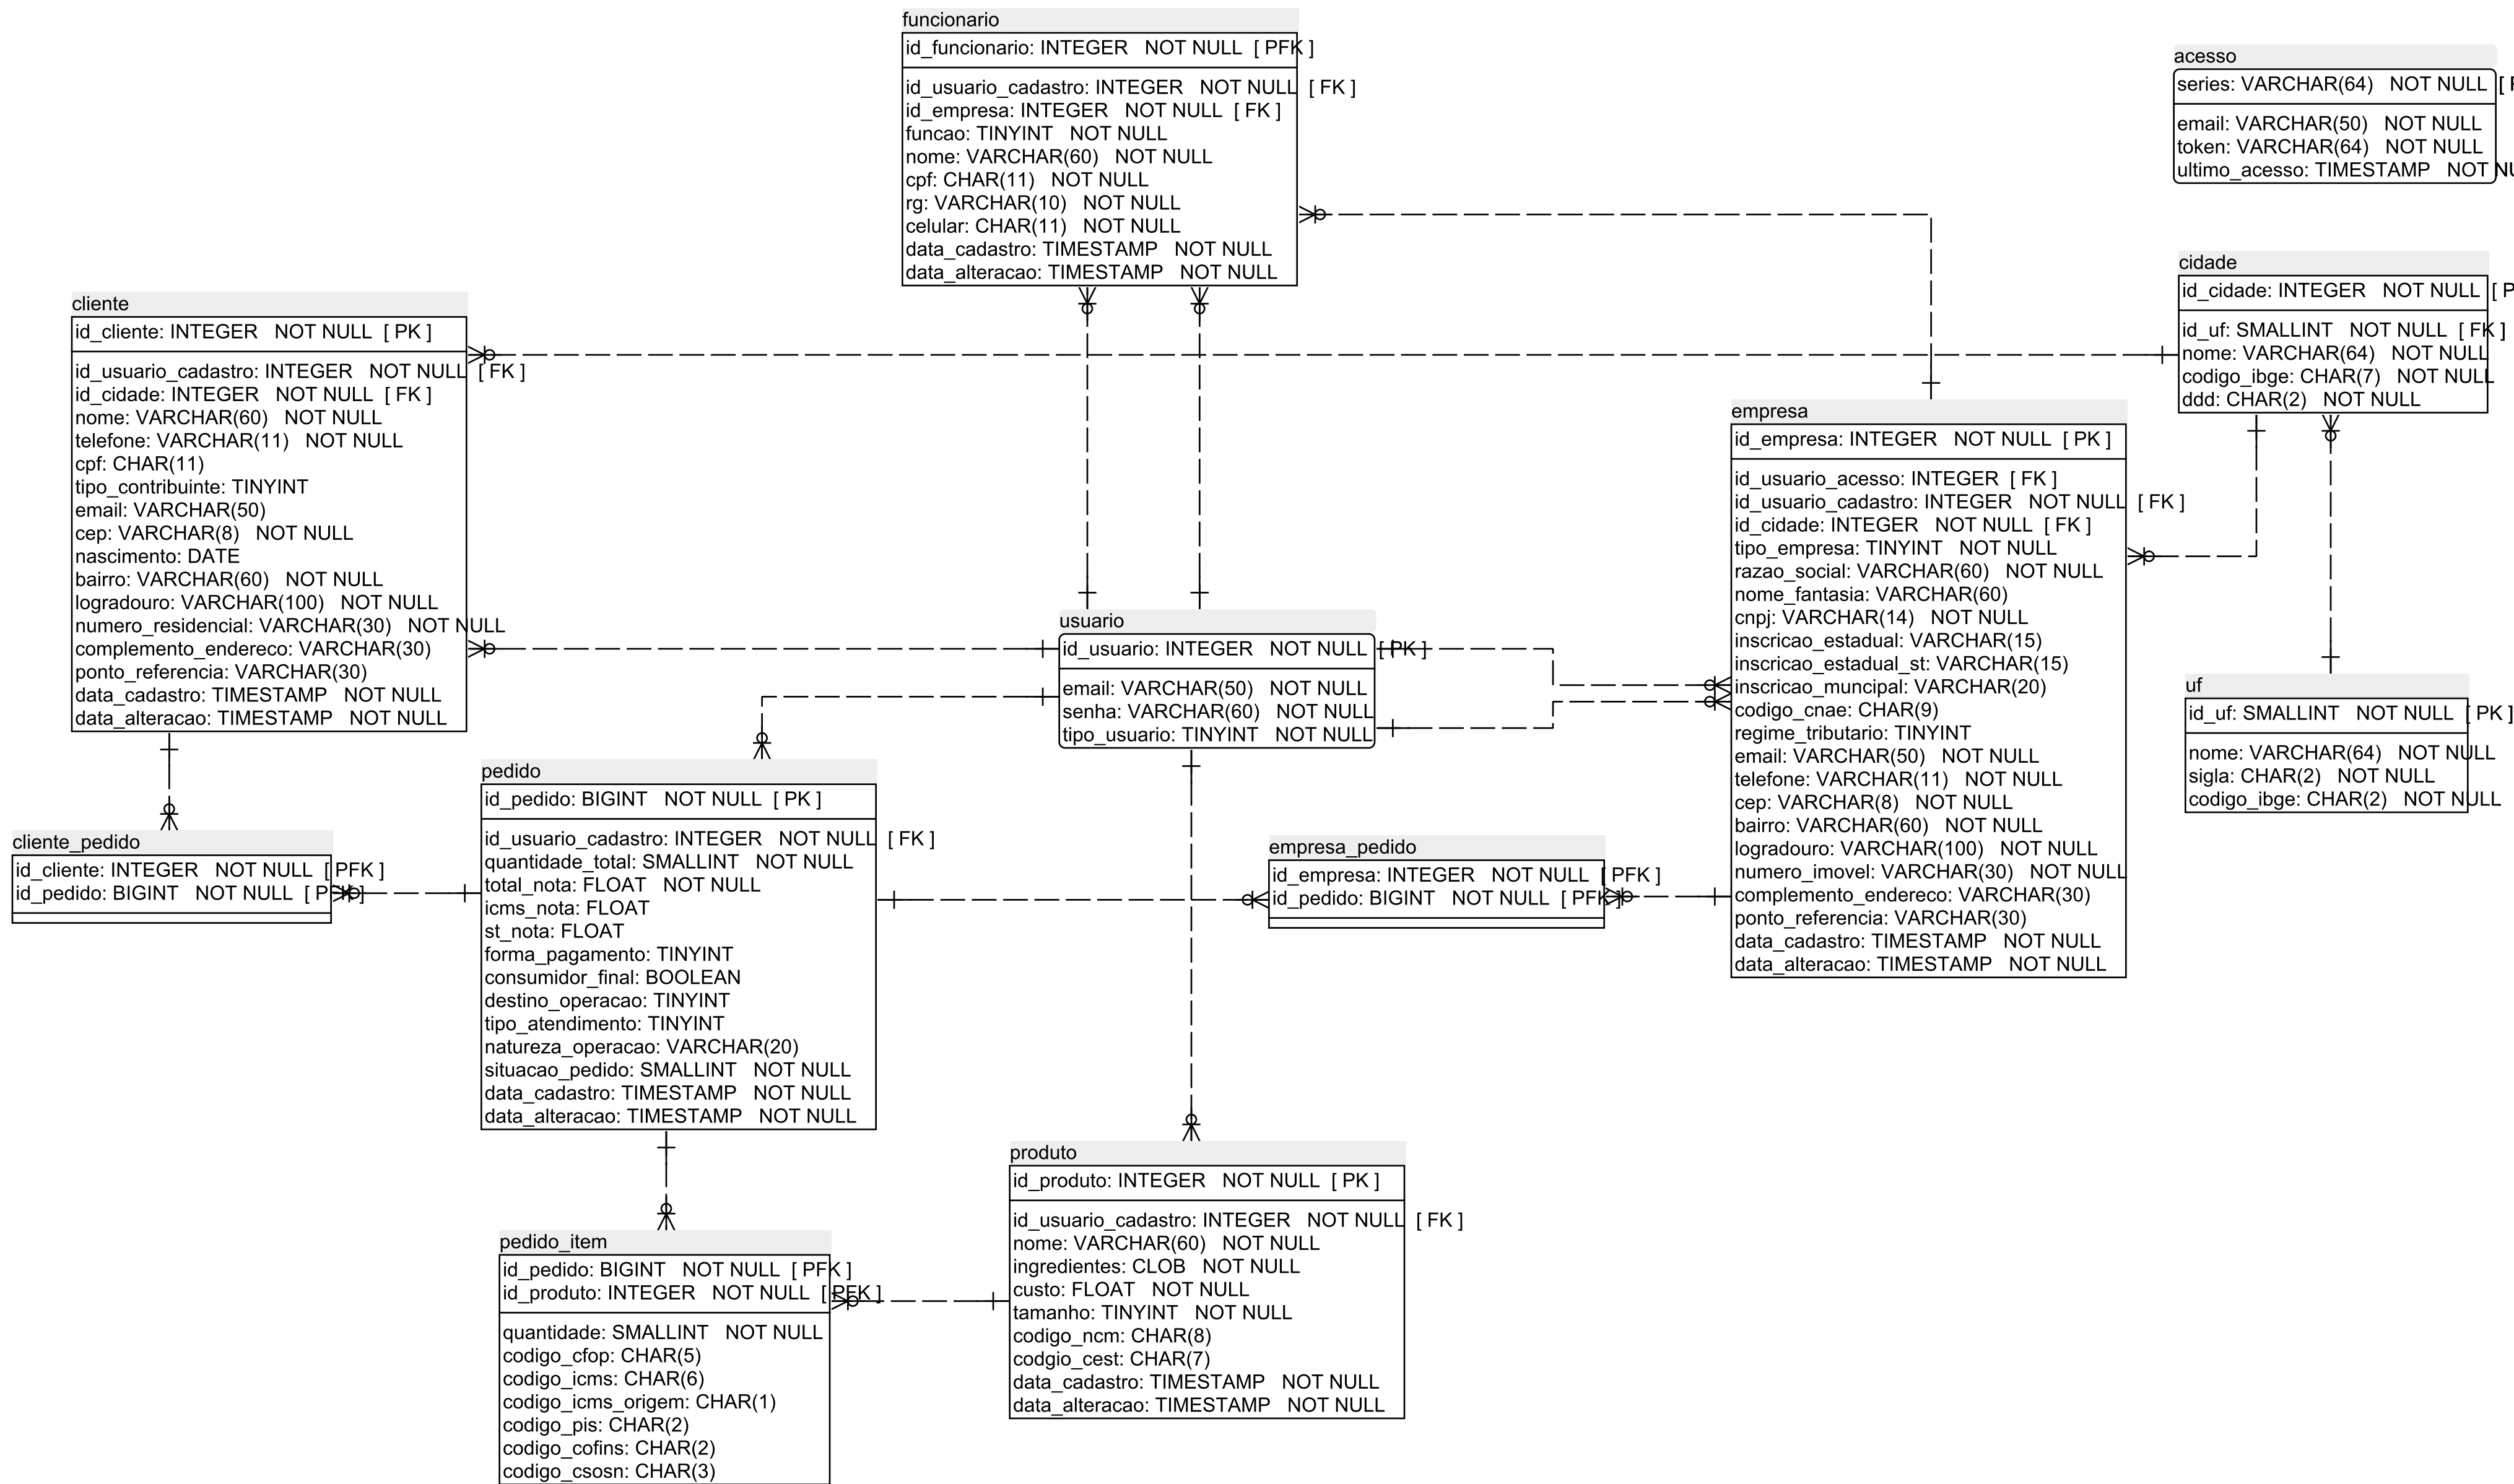 funcionario
id_funcionario: INTEGER   NOT NULL  [ PFK ]
id_usuario_cadastro: INTEGER   NOT NULL  [ FK ]
id_empresa: INTEGER   NOT NULL  [ FK ]
funcao: TINYINT   NOT NULL
nome: VARCHAR(60)   NOT NULL
cpf: CHAR(11)   NOT NULL
rg: VARCHAR(10)   NOT NULL
celular: CHAR(11)   NOT NULL
data_cadastro: TIMESTAMP   NOT NULL
data_alteracao: TIMESTAMP   NOT NULL
acesso
series: VARCHAR(64)   NOT NULL  [ P
email: VARCHAR(50)   NOT NULL
token: VARCHAR(64)   NOT NULL
ultimo_acesso: TIMESTAMP   NOT NU
cidade
id_cidade: INTEGER   NOT NULL  [ P
id_uf: SMALLINT   NOT NULL  [ FK ]
nome: VARCHAR(64)   NOT NULL
codigo_ibge: CHAR(7)   NOT NULL
ddd: CHAR(2)   NOT NULL
cliente
id_cliente: INTEGER   NOT NULL  [ PK ]
id_usuario_cadastro: INTEGER   NOT NULL  [ FK ]
id_cidade: INTEGER   NOT NULL  [ FK ]
nome: VARCHAR(60)   NOT NULL
telefone: VARCHAR(11)   NOT NULL
cpf: CHAR(11)
tipo_contribuinte: TINYINT
email: VARCHAR(50)
cep: VARCHAR(8)   NOT NULL
nascimento: DATE
bairro: VARCHAR(60)   NOT NULL
logradouro: VARCHAR(100)   NOT NULL
numero_residencial: VARCHAR(30)   NOT NULL
complemento_endereco: VARCHAR(30)
ponto_referencia: VARCHAR(30)
data_cadastro: TIMESTAMP   NOT NULL
data_alteracao: TIMESTAMP   NOT NULL
empresa
id_empresa: INTEGER   NOT NULL  [ PK ]
id_usuario_acesso: INTEGER  [ FK ]
id_usuario_cadastro: INTEGER   NOT NULL  [ FK ]
id_cidade: INTEGER   NOT NULL  [ FK ]
tipo_empresa: TINYINT   NOT NULL
razao_social: VARCHAR(60)   NOT NULL
nome_fantasia: VARCHAR(60)
cnpj: VARCHAR(14)   NOT NULL
inscricao_estadual: VARCHAR(15)
inscricao_estadual_st: VARCHAR(15)
inscricao_muncipal: VARCHAR(20)
codigo_cnae: CHAR(9)
regime_tributario: TINYINT
email: VARCHAR(50)   NOT NULL
telefone: VARCHAR(11)   NOT NULL
cep: VARCHAR(8)   NOT NULL
bairro: VARCHAR(60)   NOT NULL
logradouro: VARCHAR(100)   NOT NULL
numero_imovel: VARCHAR(30)   NOT NULL
complemento_endereco: VARCHAR(30)
ponto_referencia: VARCHAR(30)
data_cadastro: TIMESTAMP   NOT NULL
data_alteracao: TIMESTAMP   NOT NULL
usuario
id_usuario: INTEGER   NOT NULL  [ PK ]
email: VARCHAR(50)   NOT NULL
senha: VARCHAR(60)   NOT NULL
tipo_usuario: TINYINT   NOT NULL
uf
id_uf: SMALLINT   NOT NULL  [ PK ]
nome: VARCHAR(64)   NOT NULL
sigla: CHAR(2)   NOT NULL
codigo_ibge: CHAR(2)   NOT NULL
cliente_pedido
id_cliente: INTEGER   NOT NULL  [ PFK ]
id_pedido: BIGINT   NOT NULL  [ PFK ]
pedido
id_pedido: BIGINT   NOT NULL  [ PK ]
id_usuario_cadastro: INTEGER   NOT NULL  [ FK ]
quantidade_total: SMALLINT   NOT NULL
total_nota: FLOAT   NOT NULL
icms_nota: FLOAT
st_nota: FLOAT
forma_pagamento: TINYINT
consumidor_final: BOOLEAN
destino_operacao: TINYINT
tipo_atendimento: TINYINT
natureza_operacao: VARCHAR(20)
situacao_pedido: SMALLINT   NOT NULL
data_cadastro: TIMESTAMP   NOT NULL
data_alteracao: TIMESTAMP   NOT NULL
empresa_pedido
id_empresa: INTEGER   NOT NULL  [ PFK ]
id_pedido: BIGINT   NOT NULL  [ PFK ]
produto
id_produto: INTEGER   NOT NULL  [ PK ]
id_usuario_cadastro: INTEGER   NOT NULL  [ FK ]
nome: VARCHAR(60)   NOT NULL
ingredientes: CLOB   NOT NULL
custo: FLOAT   NOT NULL
tamanho: TINYINT   NOT NULL
codigo_ncm: CHAR(8)
codgio_cest: CHAR(7)
data_cadastro: TIMESTAMP   NOT NULL
data_alteracao: TIMESTAMP   NOT NULL
pedido_item
id_pedido: BIGINT   NOT NULL  [ PFK ]
id_produto: INTEGER   NOT NULL  [ PFK ]
quantidade: SMALLINT   NOT NULL
codigo_cfop: CHAR(5)
codigo_icms: CHAR(6)
codigo_icms_origem: CHAR(1)
codigo_pis: CHAR(2)
codigo_cofins: CHAR(2)
codigo_csosn: CHAR(3)